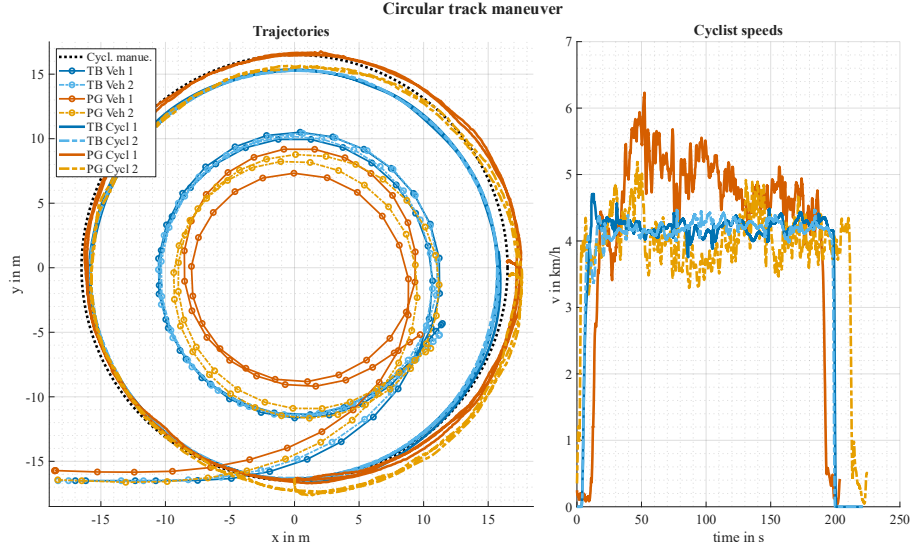 Circular track maneuver
Trajectories
Cycl. manue.
TB Veh 1
TB Veh 2
PG Veh 1
PG Veh 2
TB Cycl 1
TB Cycl 2
PG Cycl 1
PG Cycl 2
15
10
5
0
-5
-10
-15
y in m
-15
-10
-5
0
5
10
15
x in m
Cyclist speeds
7
6
5
4
3
2
1
0
v in km/h
0
50
100
150
200
250
time in s